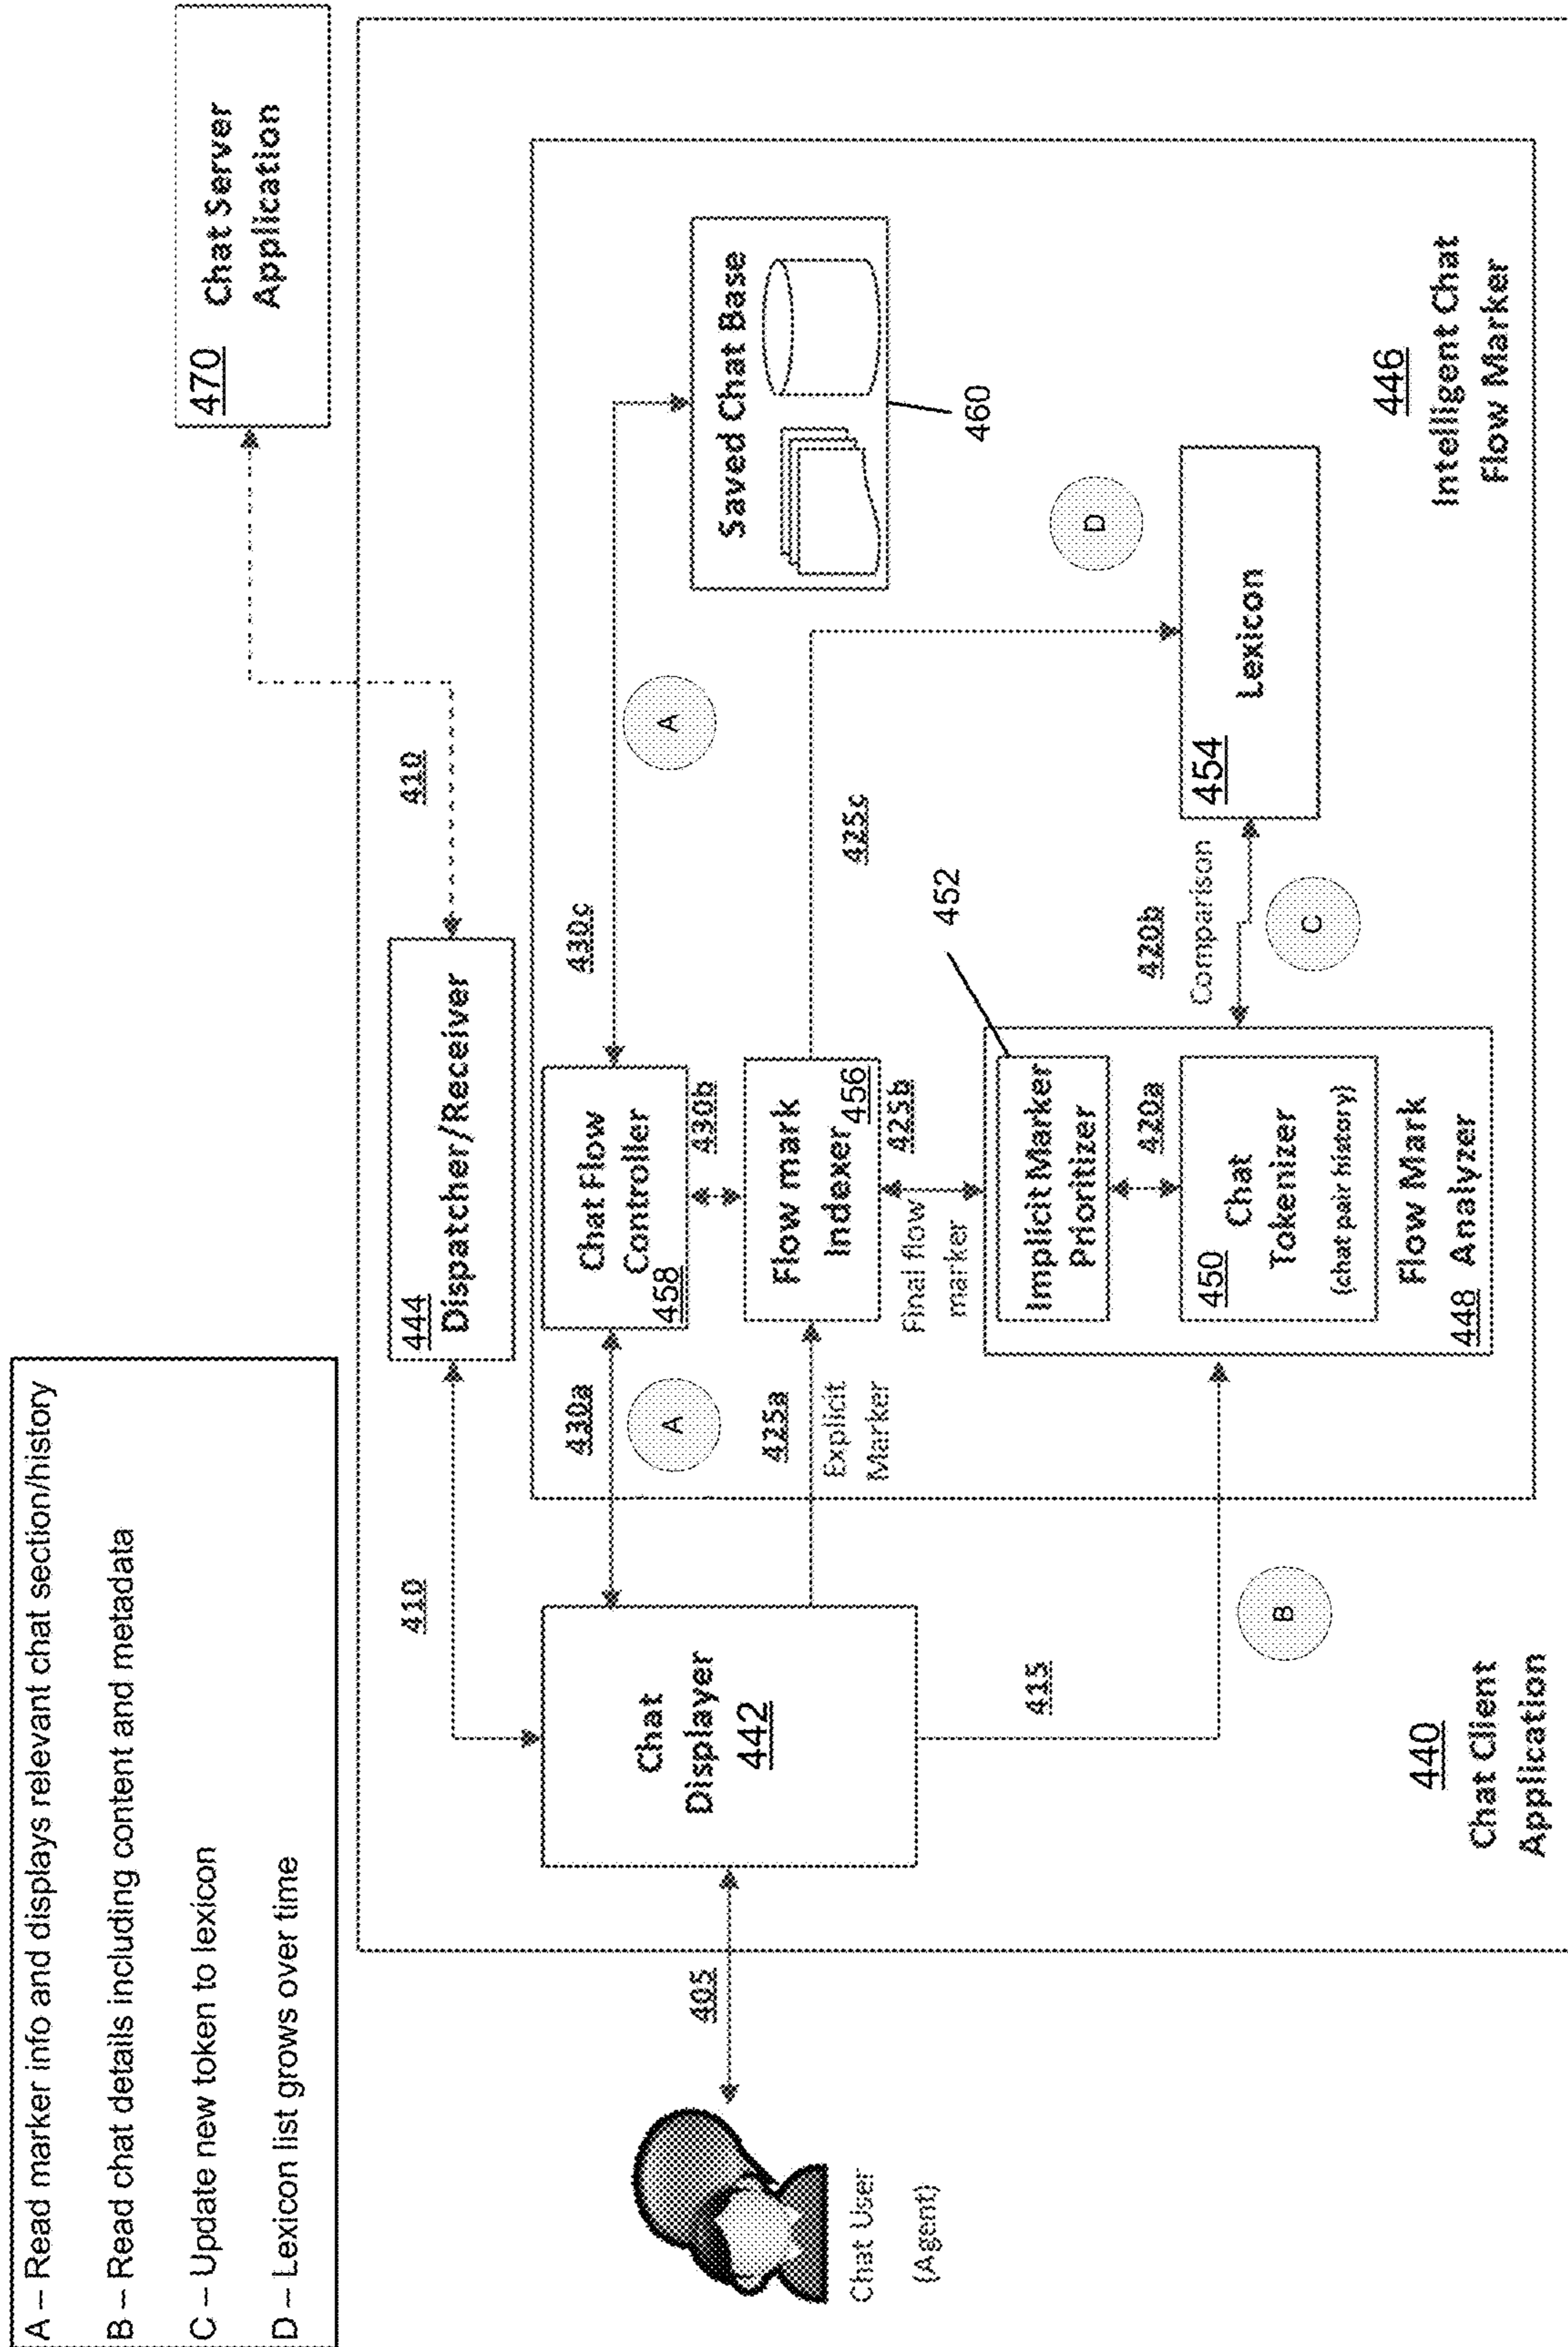 A – Read marker info and displays relevant chat section/history
B – Read chat details including content and metadata
C – Update new token to lexicon
D – Lexicon list grows over time
470 Chat Server
Application
410
410
444
Dispatcher/Receiver
Chat User
(Agent)
405
Chat
Displayer
442
430a
A
Chat Flow
Controller
458
430c
A
Saved Chat Base
460
430b
425a
Explicit
Marker
Flow mark
Indexer 456
425c
425b
Final flow
marker
452
Implicit Marker
Prioritizer
420a
450
Chat
Tokenizer
(chat pair history)
Flow Mark
448 Analyzer
420b
Comparison
C
454
Lexicon
D
415
B
446
Intelligent Chat
Flow Marker
440
Chat Client
Application